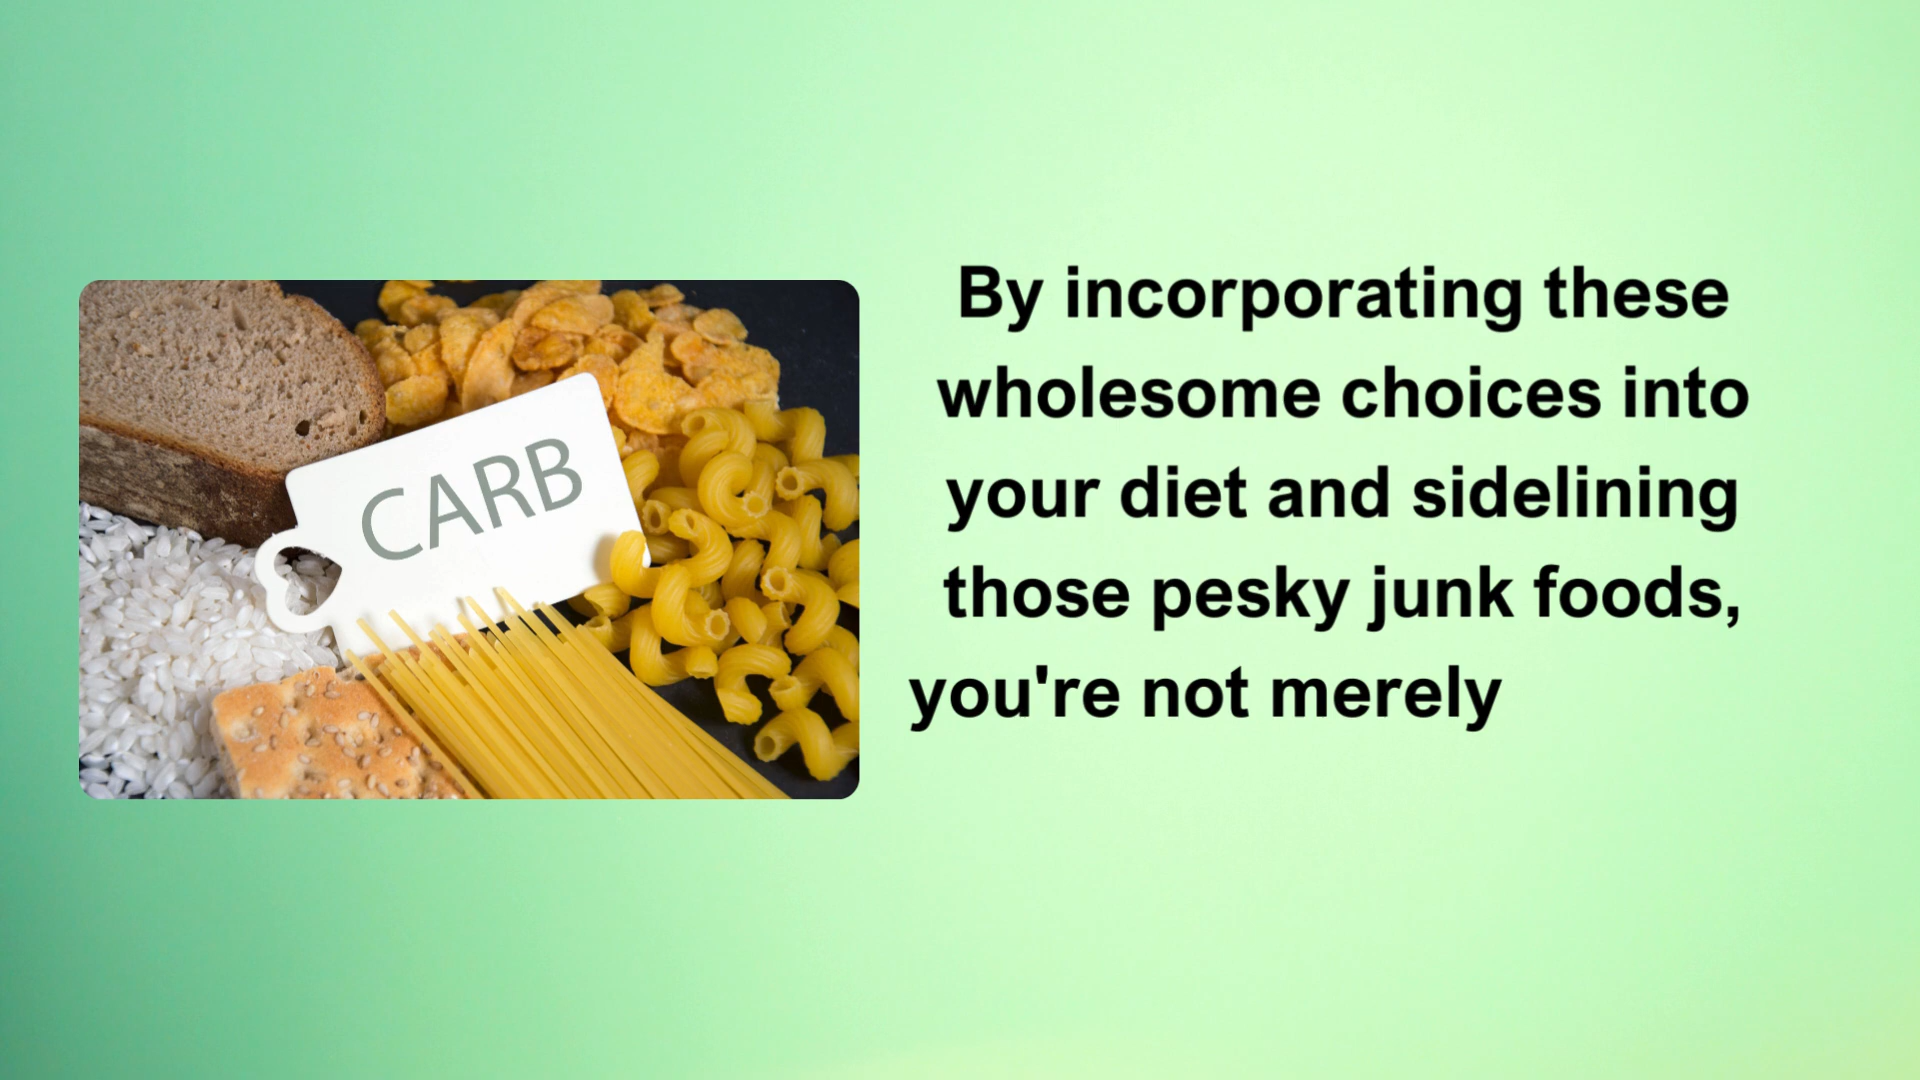 CARB
By incorporating these
wholesome choices into
your diet and sidelining
those pesky junk foods,
you're not merely